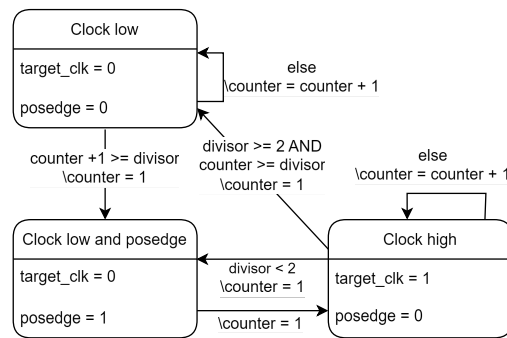 Clock low
target_clk = 0
posedge = 0
else
\counter = counter + 1
counter +1 >= divisor
\counter = 1
divisor >= 2 AND
counter >= divisor
\counter = 1
else
\counter = counter + 1
Clock low and posedge
target_clk = 0
posedge = 1
divisor < 2
\counter = 1
\counter = 1
Clock high
target_clk = 1
posedge = 0